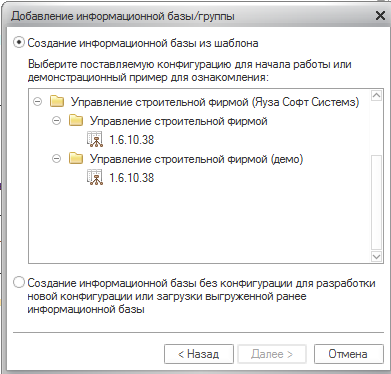 Добавление информационной базы/группы
Создание информационной базы из шаблона
Выберите поставляемую конфигурацию для начала работы или
демонстрационный пример для ознакомления:
Управление строительной фирмой (Яуза Софт Системз)
Управление строительной фирмой
1.6.10.38
Управление строительной фирмой (демо)
1.6.10.38
Создание информационной базы без конфигурации для разработки
новой конфигурации или загрузки выгруженной ранее
информационной базы
< Назад
Далее >
Отмена